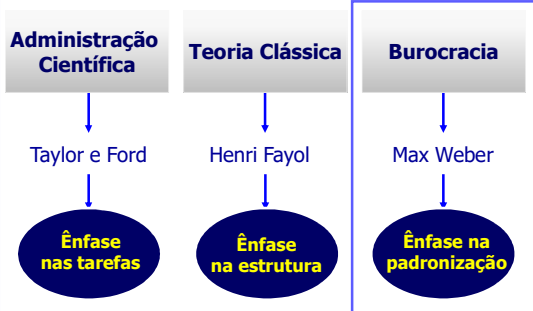 Administração
Científica
Teoria Clássica
Burocracia
Taylor e Ford
Henri Fayol
Max Weber
Ênfase
nas tarefas
Ênfase
na estrutura
Ênfase na
padronização